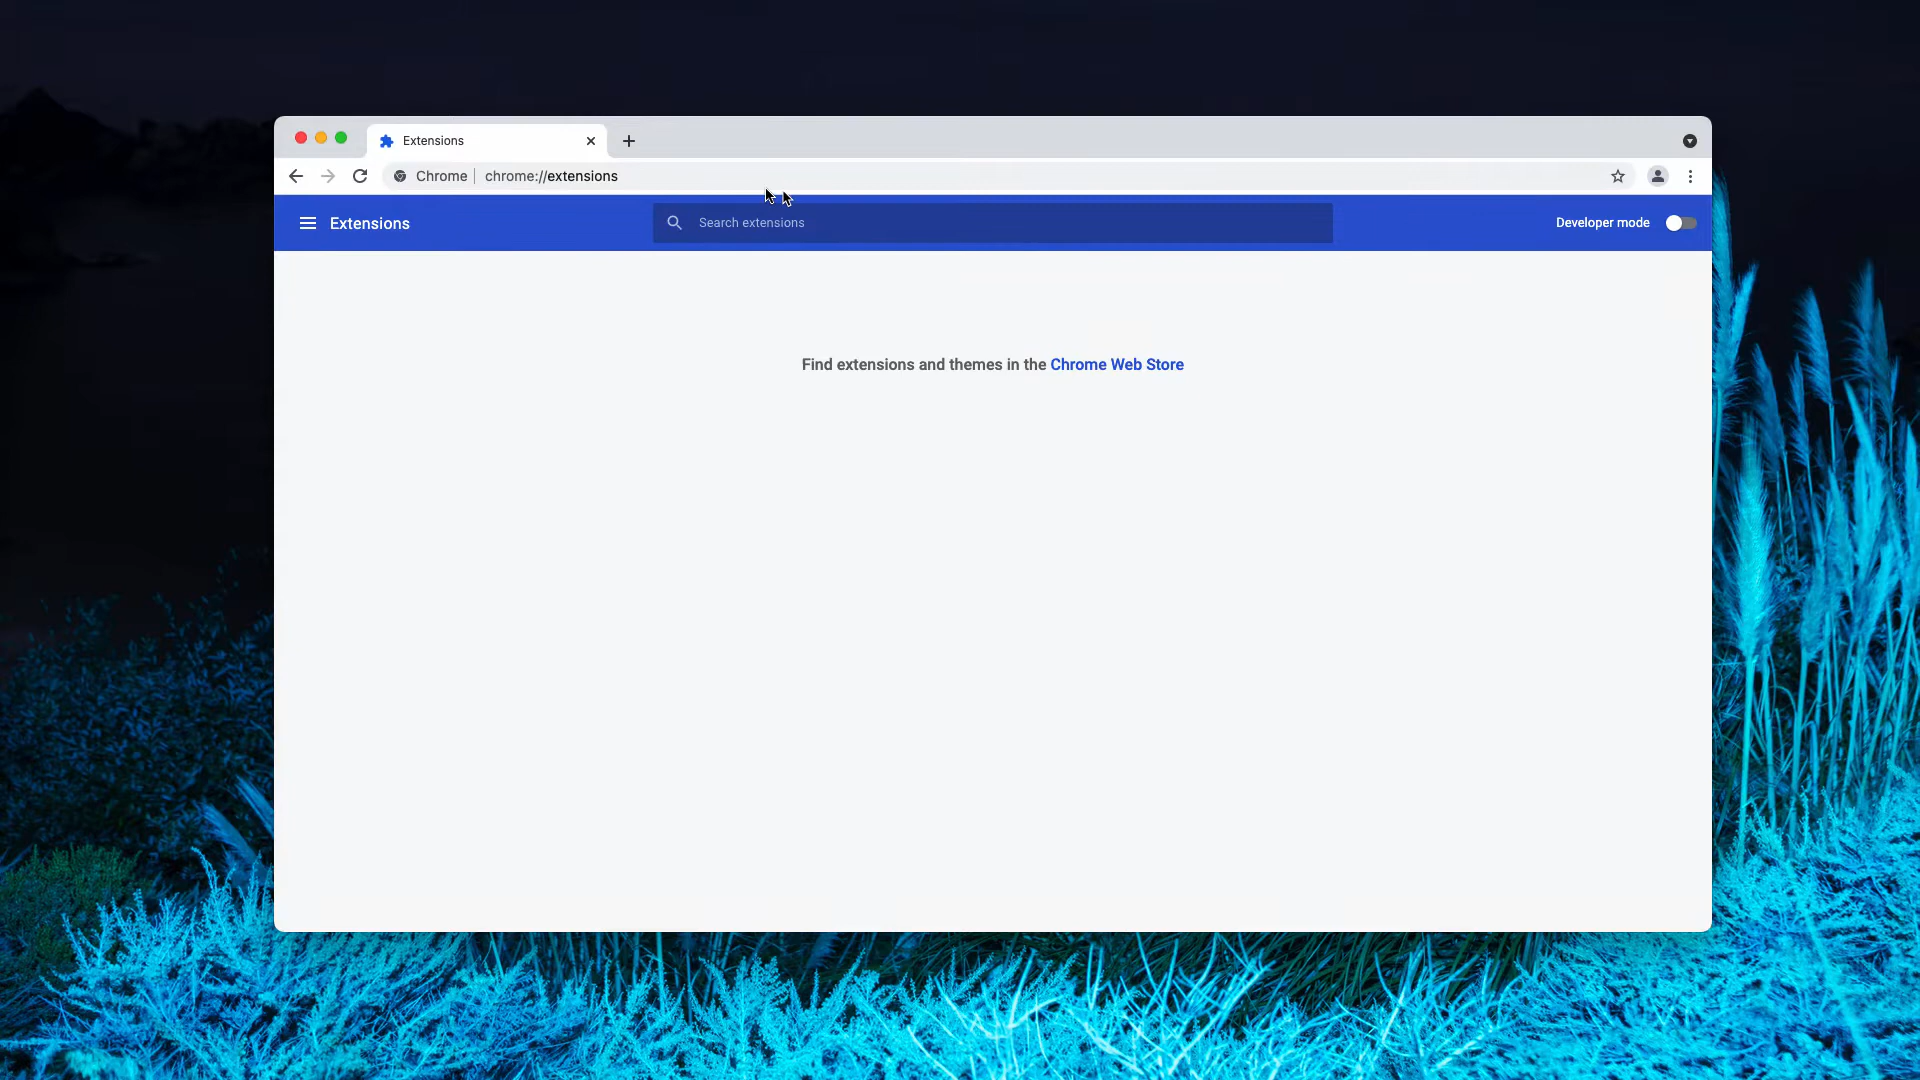 Extensions
Chrome
chrome://extensions
Extensions
Search extensions
Developer mode
Find extensions and themes in the Chrome Web Store